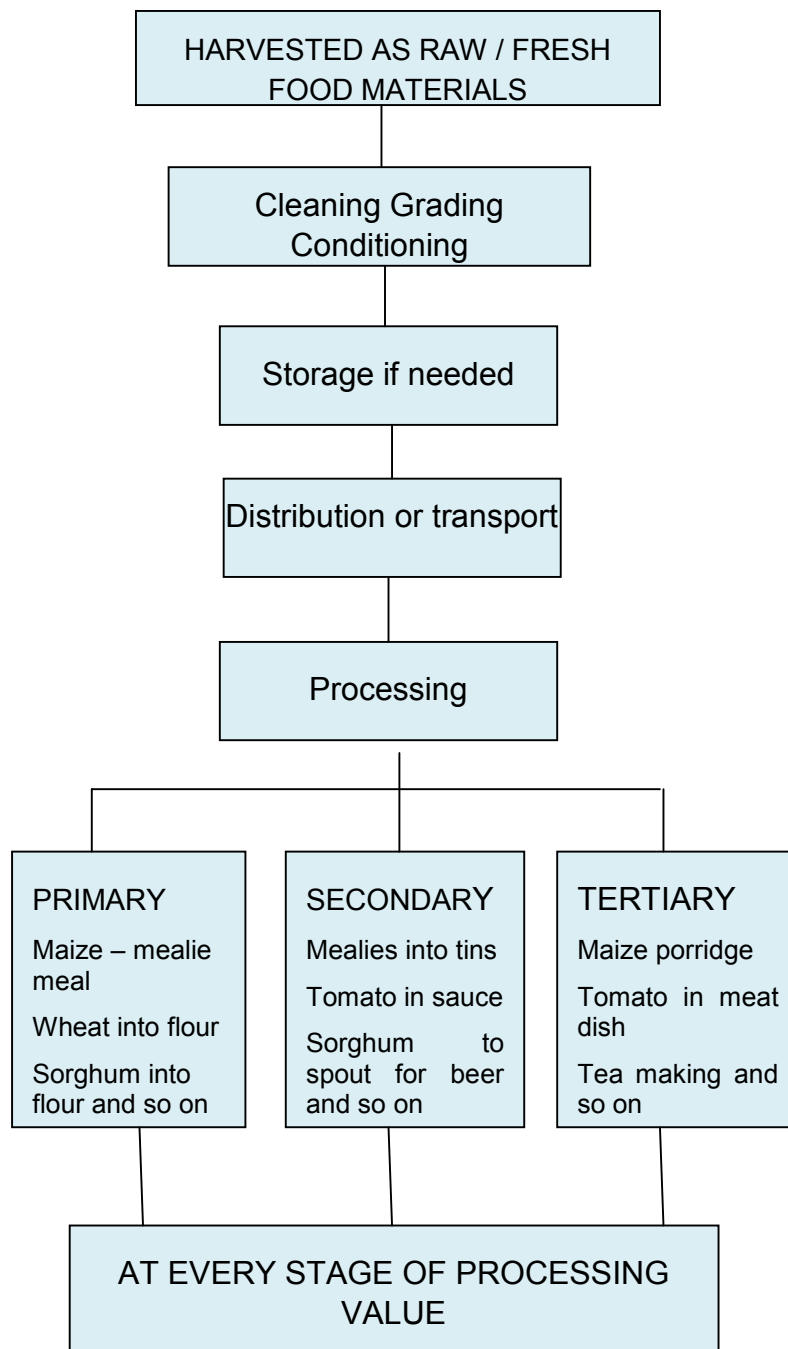 HARVESTED AS RAW / FRESH
FOOD MATERIALS
Cleaning Grading
Conditioning
Storage if needed
Distribution or transport
Processing
PRIMARY
Maize – mealie
meal
Wheat into flour
Sorghum into
flour and so on
SECONDARY
Mealies into tins
Tomato in sauce
Sorghum to
spout for beer
and so on
TERTIARY
Maize porridge
Tomato in meat
dish
Tea making and
so on
AT EVERY STAGE OF PROCESSING
VALUE